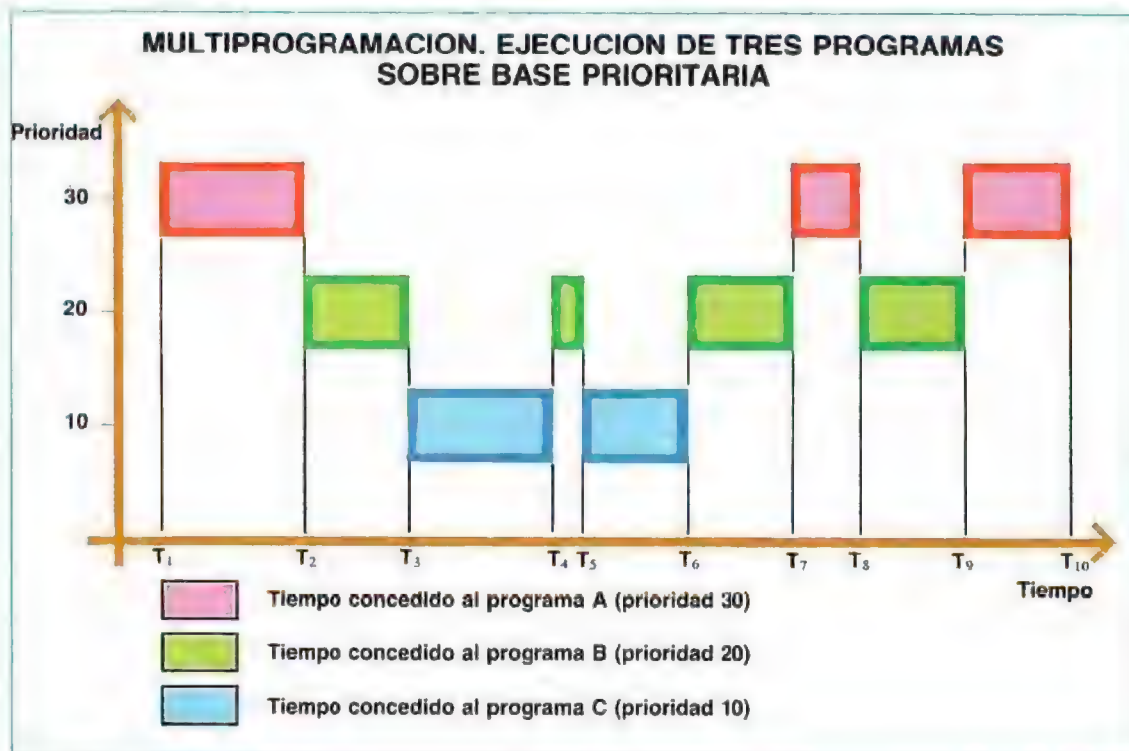 MULTIPROGRAMACION. EJECUCION DE TRES PROGRAMAS
SOBRE BASE PRIORITARIA
Prioridad
30
20
10
T₁ T₂ T₃ T₄ T₅ T₆ T₇ T₈ T₉ T₁₀
Tiempo
Tiempo concedido al programa A (prioridad 30)
Tiempo concedido al programa B (prioridad 20)
Tiempo concedido al programa C (prioridad 10)